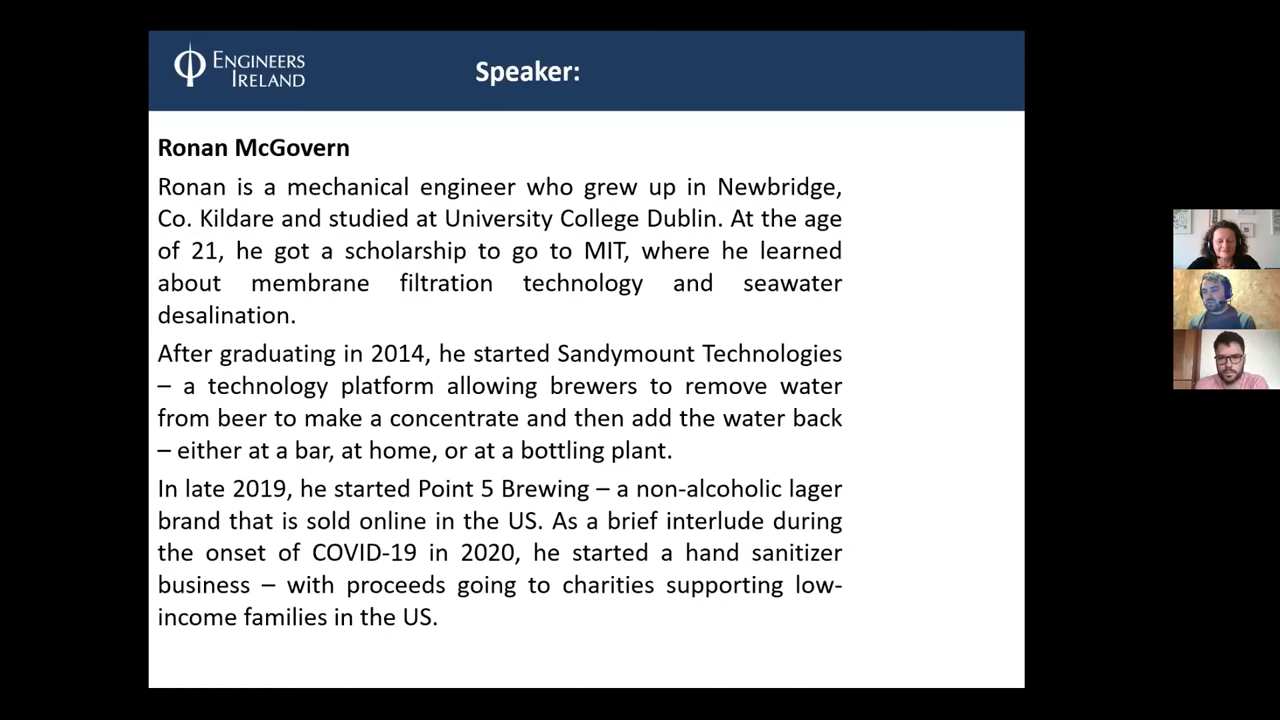 ENGINEERS
IRELAND
Speaker:
Ronan McGovern
Ronan is a mechanical engineer who grew up in Newbridge,
Co. Kildare and studied at University College Dublin. At the age
of 21, he got a scholarship to go to MIT, where he learned
about membrane filtration technology and seawater
desalination.
After graduating in 2014, he started Sandymount Technologies
– a technology platform allowing brewers to remove water
from beer to make a concentrate and then add the water back
– either at a bar, at home, or at a bottling plant.
In late 2019, he started Point 5 Brewing – a non-alcoholic lager
brand that is sold online in the US. As a brief interlude during
the onset of COVID-19 in 2020, he started a hand sanitizer
business – with proceeds going to charities supporting low-
income families in the US.